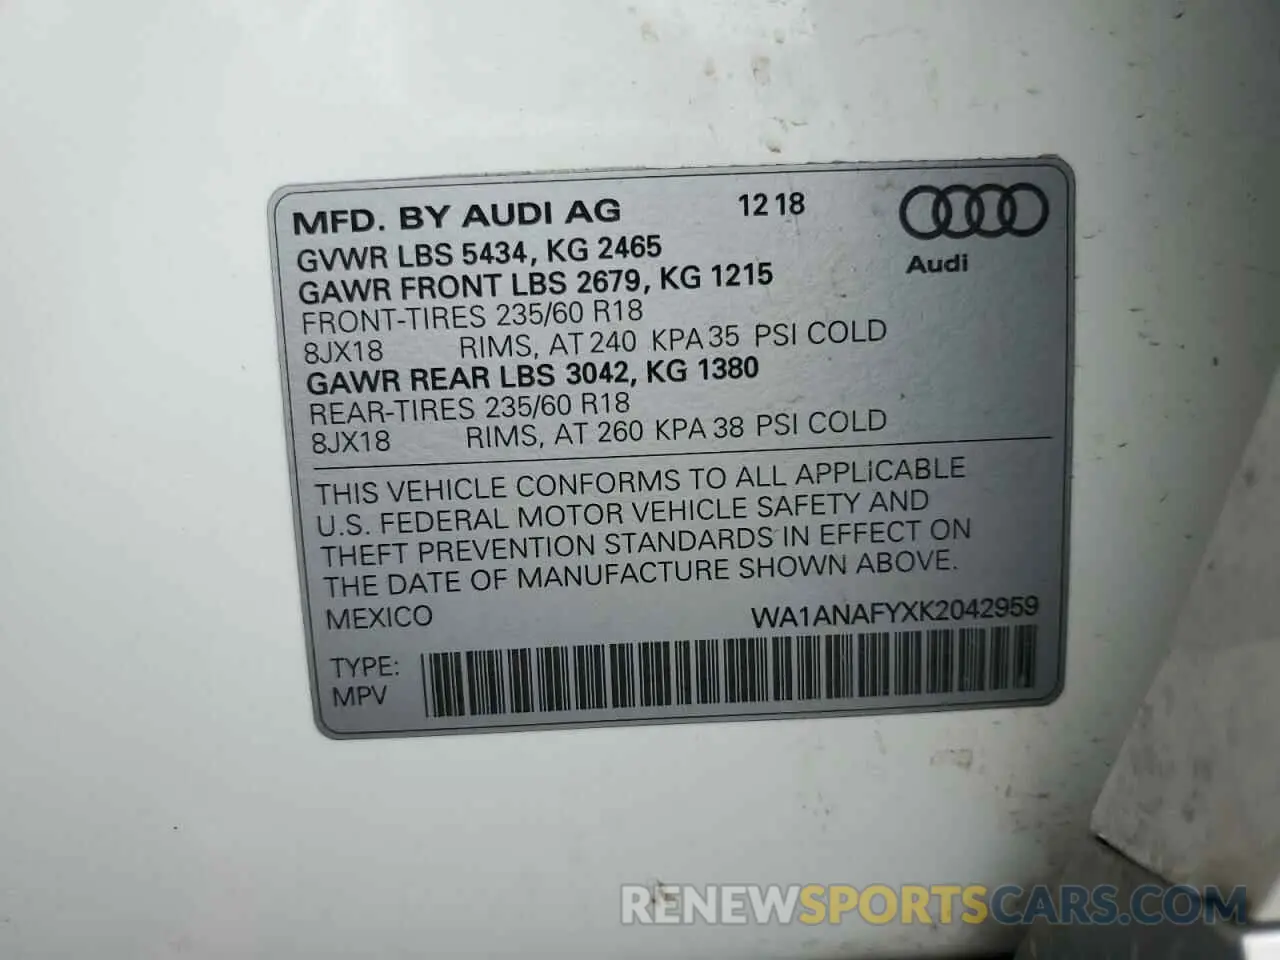 MFD. BY AUDI AG 12 18
GVWR LBS 5434, KG 2465
Audi
GAWR FRONT LBS 2679, KG 1215
FRONT-TIRES 235/60 R18
8JX18 RIMS, AT 240 KPA 35 PSI COLD
GAWR REAR LBS 3042, KG 1380
REAR-TIRES 235/60 R18
8JX18 RIMS, AT 260 KPA 38 PSI COLD
THIS VEHICLE CONFORMS TO ALL APPLICABLE
U.S. FEDERAL MOTOR VEHICLE SAFETY AND
THEFT PREVENTION STANDARDS IN EFFECT ON
THE DATE OF MANUFACTURE SHOWN ABOVE.
MEXICO WA1ANAFYXK2042959
TYPE:
MPV
RENEWSPORTSCARS.COM